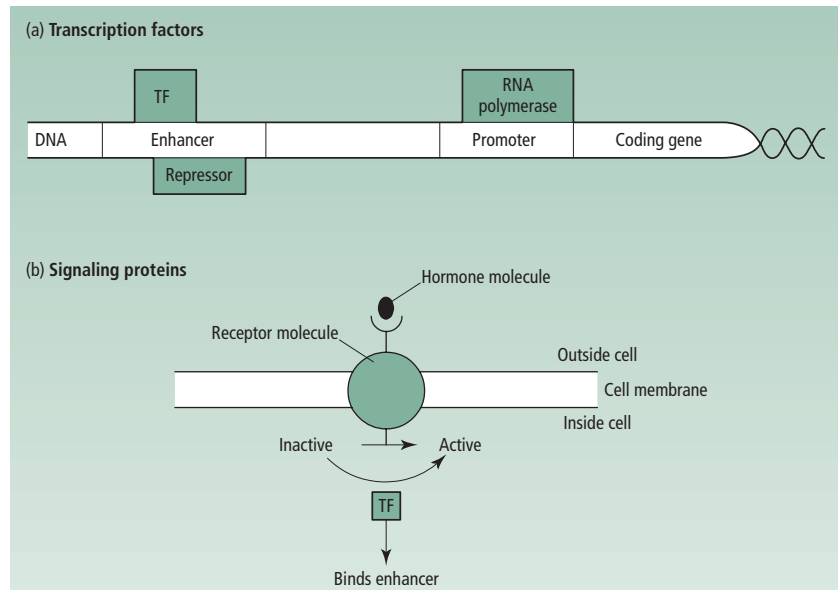 (a) Transcription factors
TF
RNA
polymerase
DNA
Enhancer
Promoter
Coding gene
Repressor
(b) Signaling proteins
Hormone molecule
Receptor molecule
Outside cell
Cell membrane
Inside cell
Inactive
Active
TF
Binds enhancer